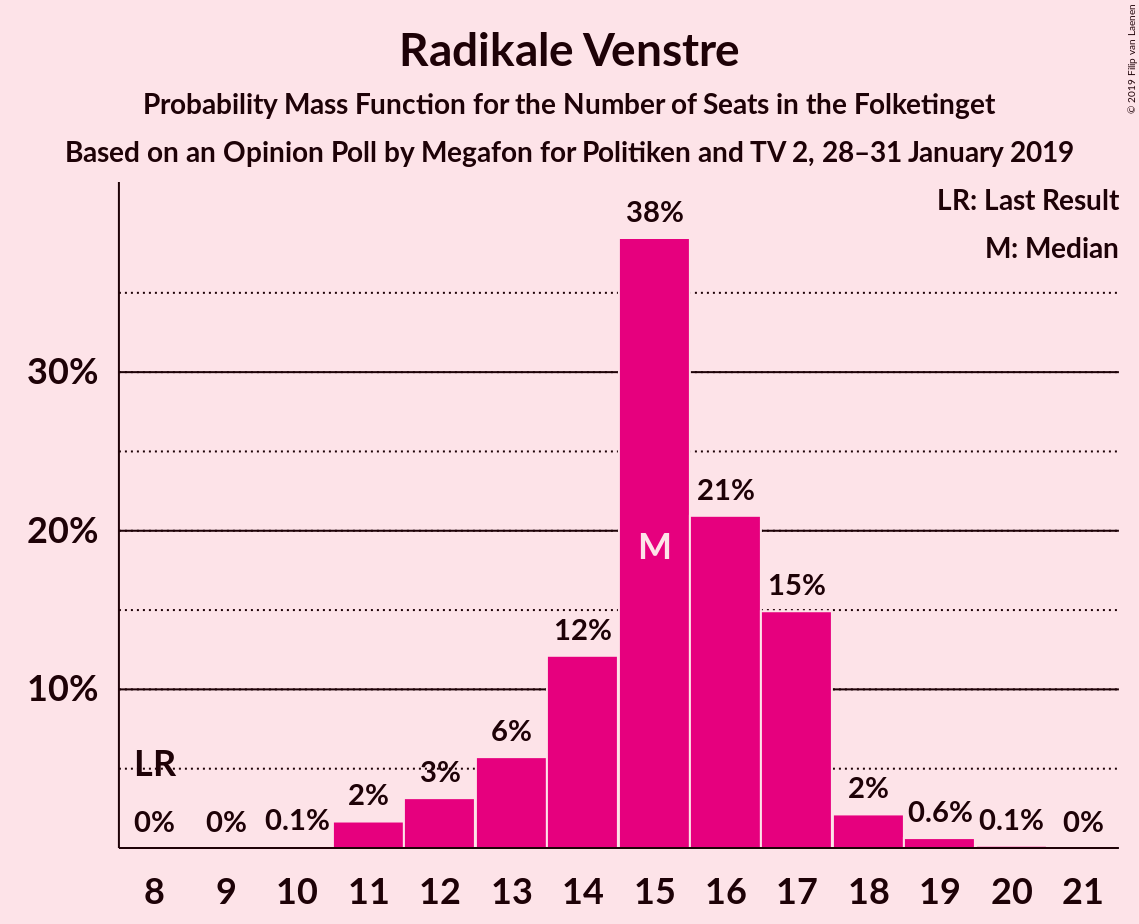 Radikale Venstre
Probability Mass Function for the Number of Seats in the Folketinget
Based on an Opinion Poll by Megafon for Politiken and TV 2, 28–31 January 2019
© 2019 Filip van Laenen
LR: Last Result
M: Median
38%
30%
21%
20%
M
15%
12%
10%
6%
LR
3%
2%
2%
0%
0%
0.1%
0.6%
0.1%
0%
8 9 10 11 12 13 14 15 16 17 18 19 20 21